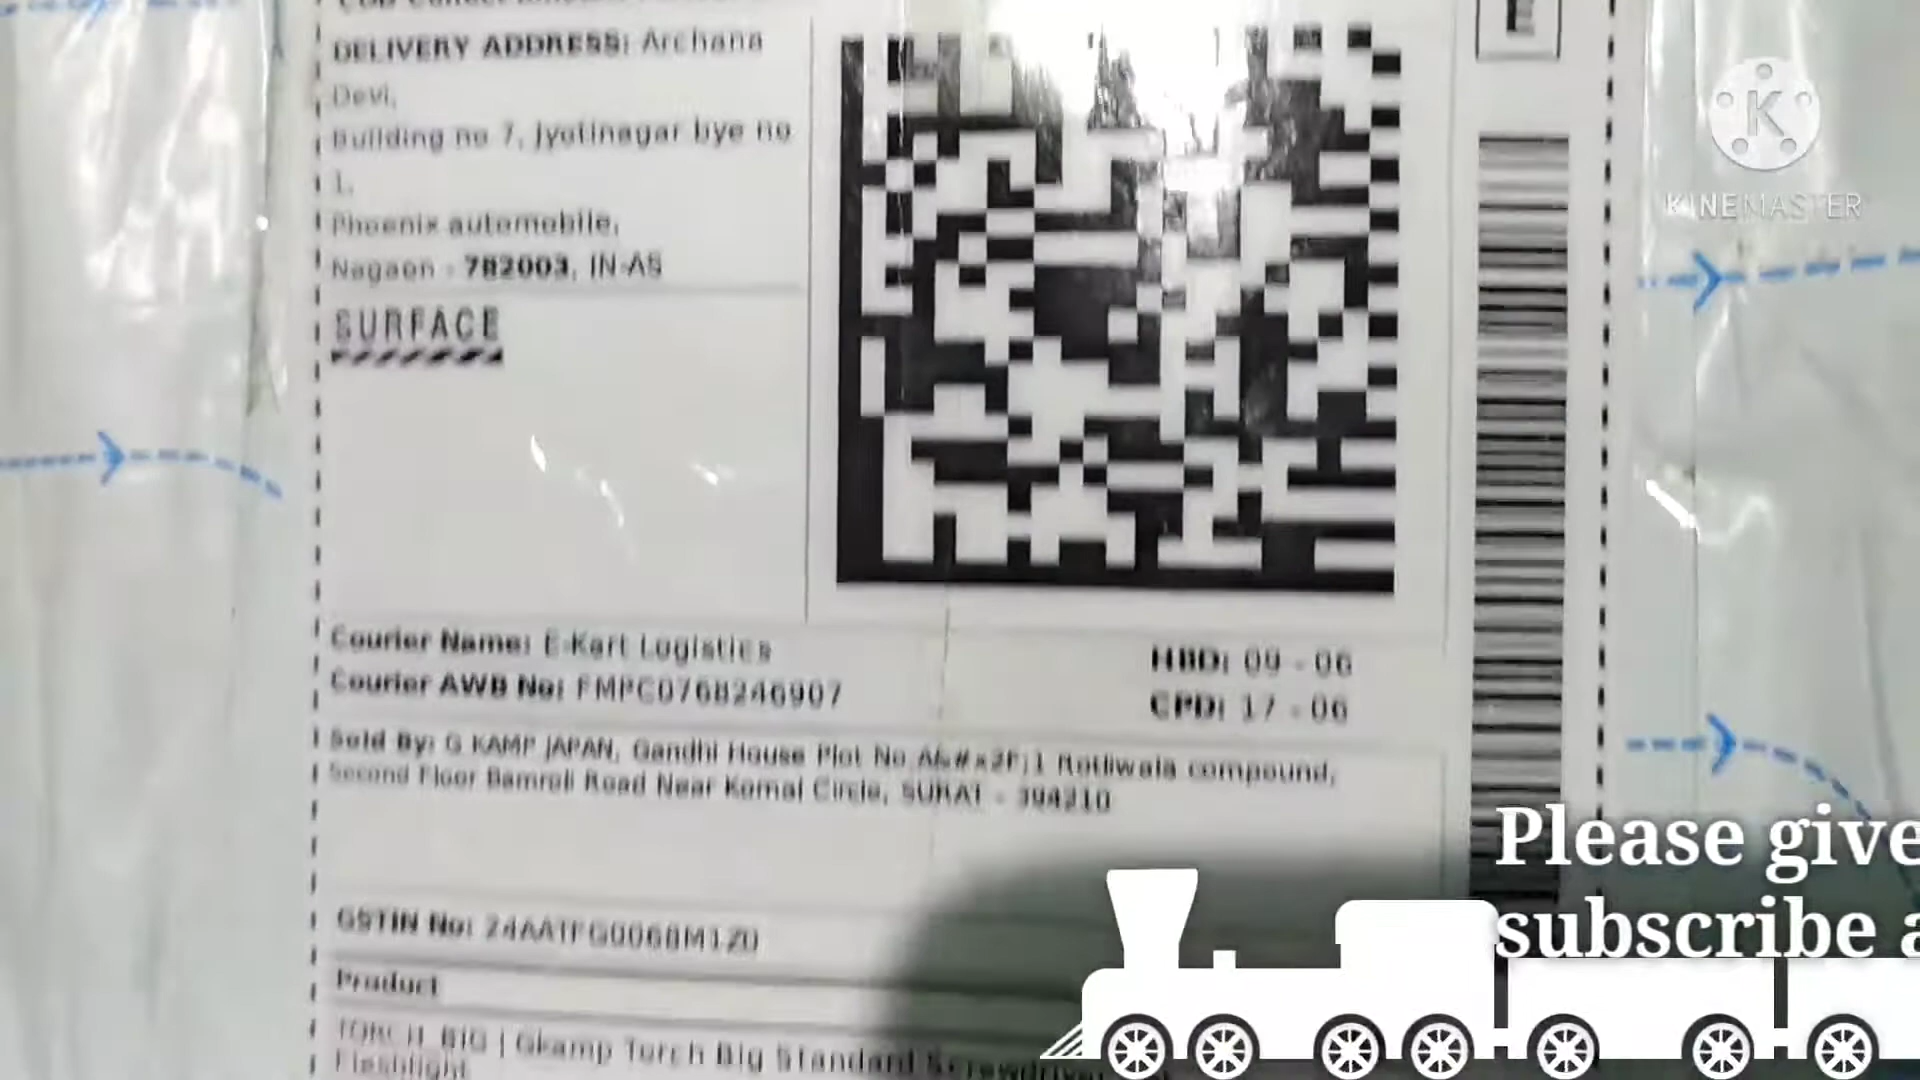 DELIVERY ADDRESS: Archana
Devi,
Building no 7, Jyotinagar bye no
1,
Phoenix automobile,
Nagaon - 782003, IN-AS
SURFACE
E
KINEMASTER
Courier Name: E-Kart Logistics
Courier AWB No: FMPC0768246907
HBD: 09 - 06
CPD: 17 - 06
Sold By: G KAMP JAPAN, Gandhi House Plot No A&#x2F;1 Rotliwala compound,
Second Floor Bamroli Road Near Komal Circle, SURAT - 394210
GSTIN No: 24AATFG0068M1ZU
Product
TORCH BIG | Gkamp Torch Big Standard Screwdriver
Flashlight
Please give
subscribe a